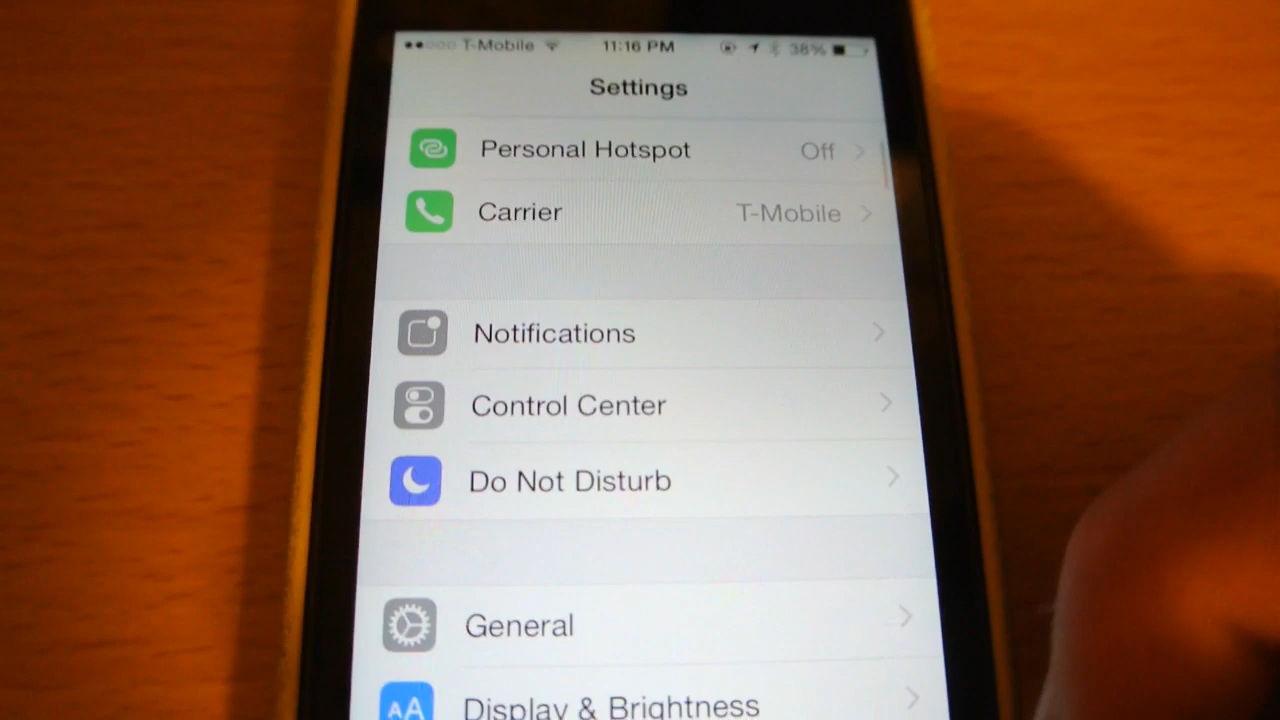 T-Mobile 11:16 PM 38%
Settings
Personal Hotspot Off
Carrier T-Mobile
Notifications
Control Center
Do Not Disturb
General
AA Display & Brightness